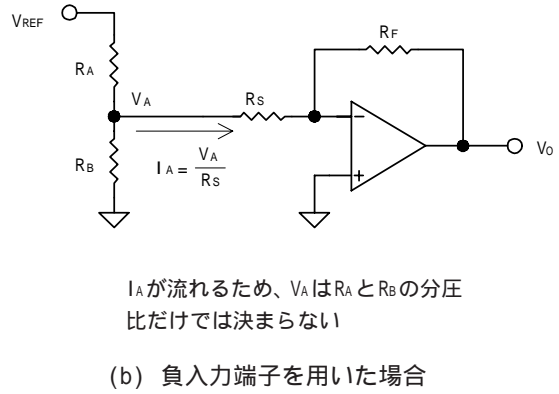 VREF
RA
VA
RB
RS
IA = VA/RS
RF
−
+
VO
IAが流れるため、VAはRAとRBの分圧
比だけでは決まらない
(b) 負入力端子を用いた場合